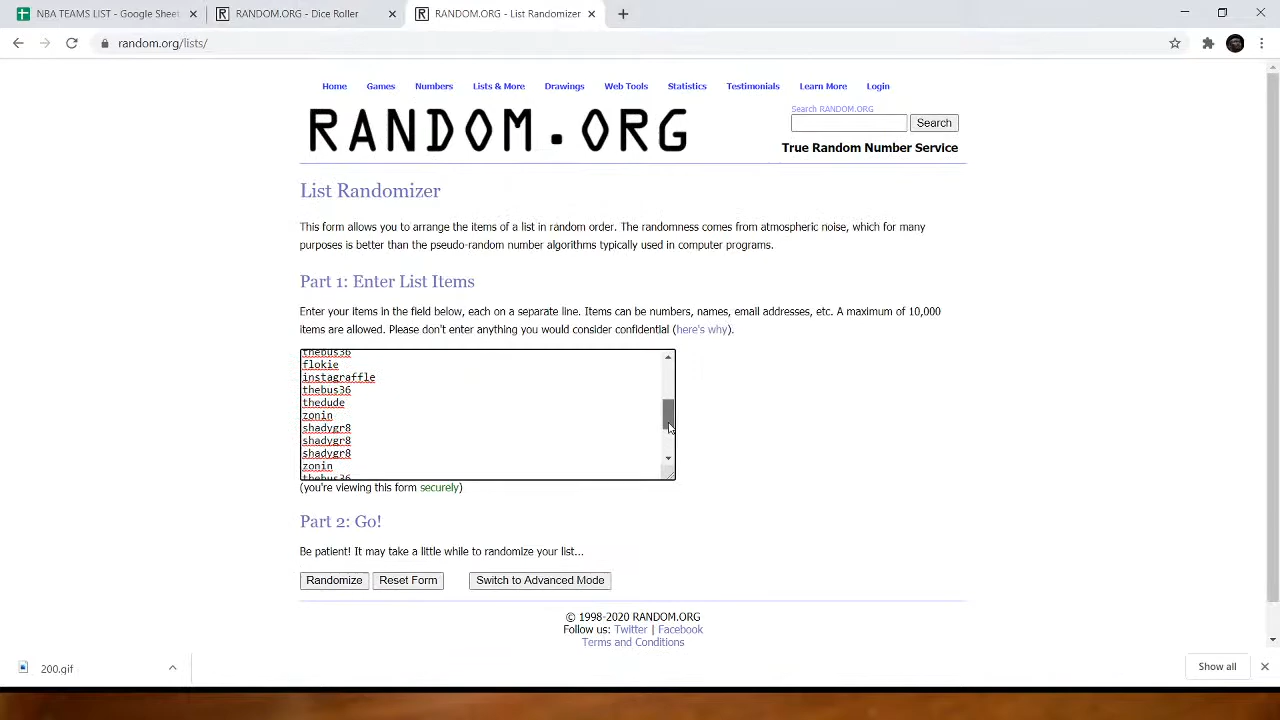 NBA TEAMS LIST - Google Sheet
RANDOM.ORG - Dice Roller
RANDOM.ORG - List Randomizer
random.org/lists/
Home Games Numbers Lists & More Drawings Web Tools Statistics Testimonials Learn More Login
RANDOM.ORG
Search RANDOM.ORG
Search
True Random Number Service
List Randomizer
This form allows you to arrange the items of a list in random order. The randomness comes from atmospheric noise, which for many
purposes is better than the pseudo-random number algorithms typically used in computer programs.
Part 1: Enter List Items
Enter your items in the field below, each on a separate line. Items can be numbers, names, email addresses, etc. A maximum of 10,000
items are allowed. Please don't enter anything you would consider confidential (here's why).
thebus36
flokie
instagraffle
thebus36
thedude
zonin
shadygr8
shadygr8
shadygr8
zonin
thebus36
(you're viewing this form securely)
Part 2: Go!
Be patient! It may take a little while to randomize your list...
Randomize Reset Form Switch to Advanced Mode
© 1998-2020 RANDOM.ORG
Follow us: Twitter | Facebook
Terms and Conditions
200.gif
Show all